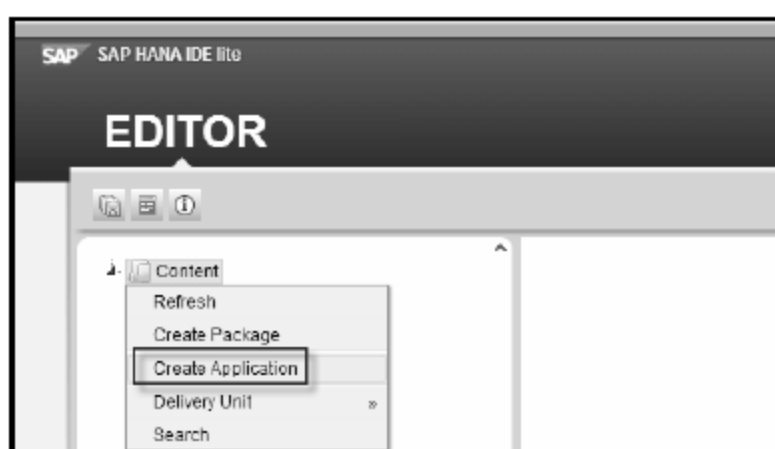 SAP SAP HANA IDE lite
EDITOR
Content
Refresh
Create Package
Create Application
Delivery Unit »
Search